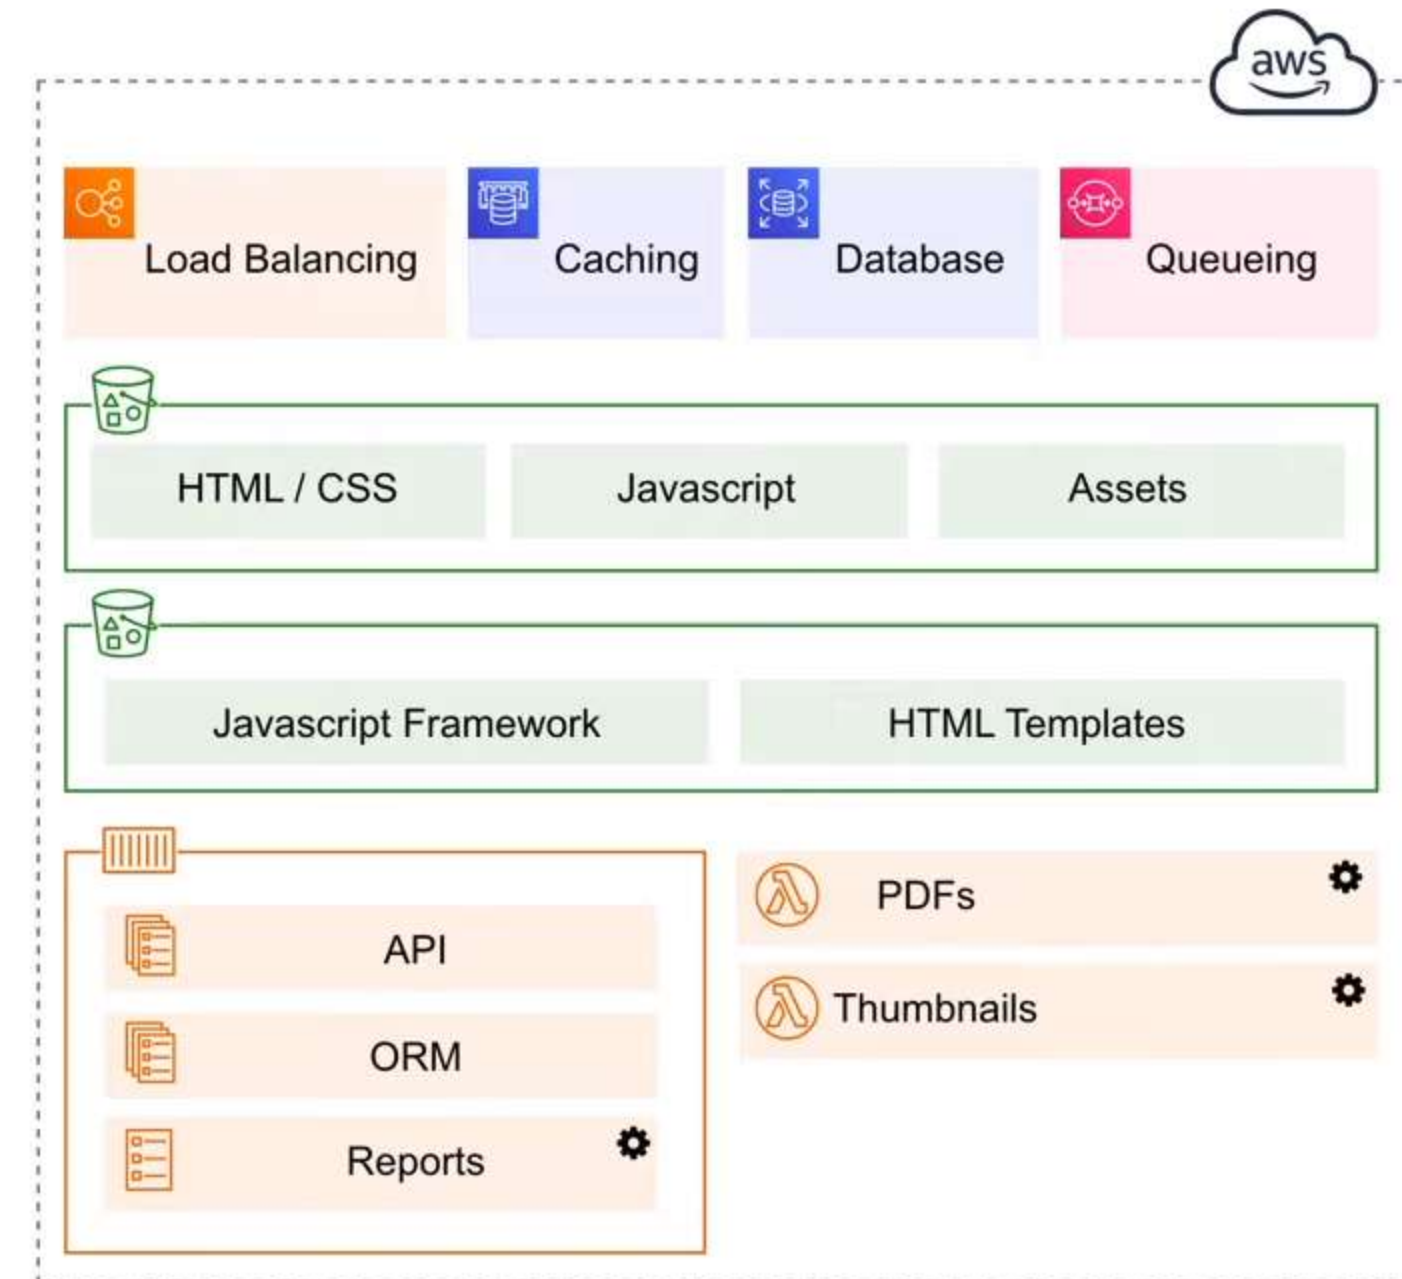 aws
Load Balancing
Caching
Database
Queueing
HTML / CSS
Javascript
Assets
Javascript Framework
HTML Templates
API
ORM
Reports
PDFs
Thumbnails